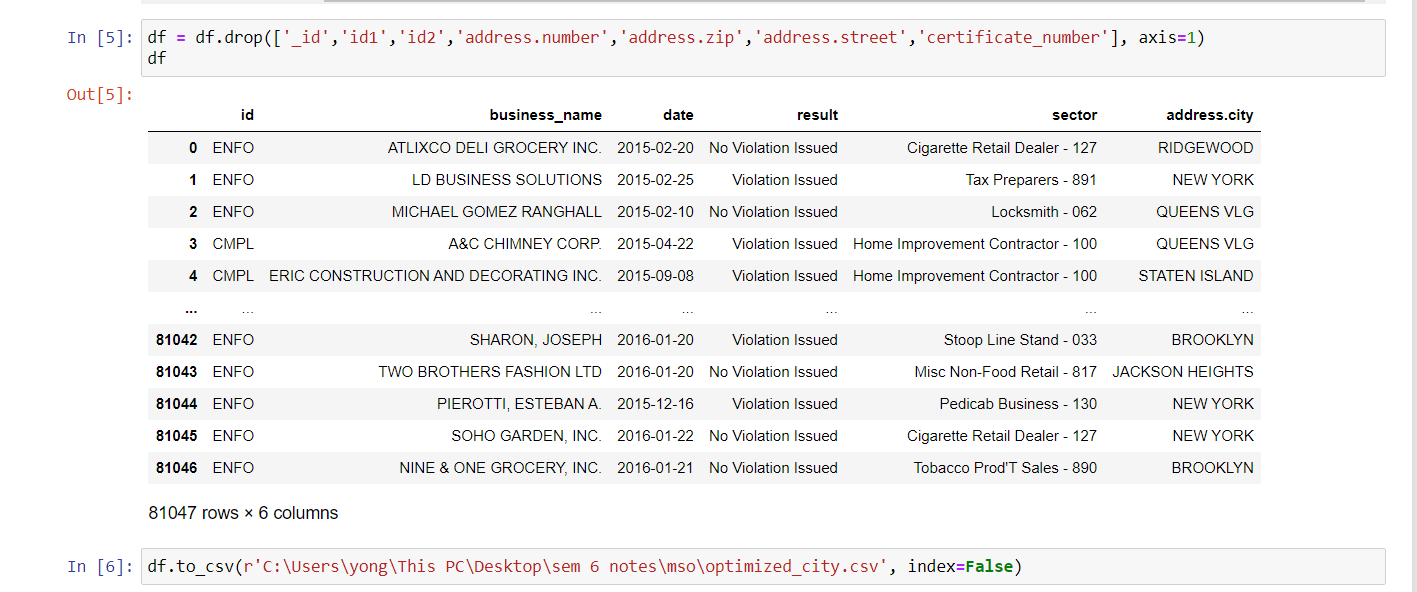 In [5]: df = df.drop(['_id','id1','id2','address.number','address.zip','address.street','certificate_number'], axis=1)
df
Out[5]:
id business_name date result sector address.city
0 ENFO ATLIXCO DELI GROCERY INC. 2015-02-20 No Violation Issued Cigarette Retail Dealer - 127 RIDGEWOOD
1 ENFO LD BUSINESS SOLUTIONS 2015-02-25 Violation Issued Tax Preparers - 891 NEW YORK
2 ENFO MICHAEL GOMEZ RANGHALL 2015-02-10 No Violation Issued Locksmith - 062 QUEENS VLG
3 CMPL A&C CHIMNEY CORP. 2015-04-22 Violation Issued Home Improvement Contractor - 100 QUEENS VLG
4 CMPL ERIC CONSTRUCTION AND DECORATING INC. 2015-09-08 Violation Issued Home Improvement Contractor - 100 STATEN ISLAND
... ... ... ... ... ... ...
81042 ENFO SHARON, JOSEPH 2016-01-20 Violation Issued Stoop Line Stand - 033 BROOKLYN
81043 ENFO TWO BROTHERS FASHION LTD 2016-01-20 No Violation Issued Misc Non-Food Retail - 817 JACKSON HEIGHTS
81044 ENFO PIEROTTI, ESTEBAN A. 2015-12-16 Violation Issued Pedicab Business - 130 NEW YORK
81045 ENFO SOHO GARDEN, INC. 2016-01-22 No Violation Issued Cigarette Retail Dealer - 127 NEW YORK
81046 ENFO NINE & ONE GROCERY, INC. 2016-01-21 No Violation Issued Tobacco Prod'T Sales - 890 BROOKLYN
81047 rows × 6 columns
In [6]: df.to_csv(r'C:\Users\yong\This PC\Desktop\sem 6 notes\mso\optimized_city.csv', index=False)